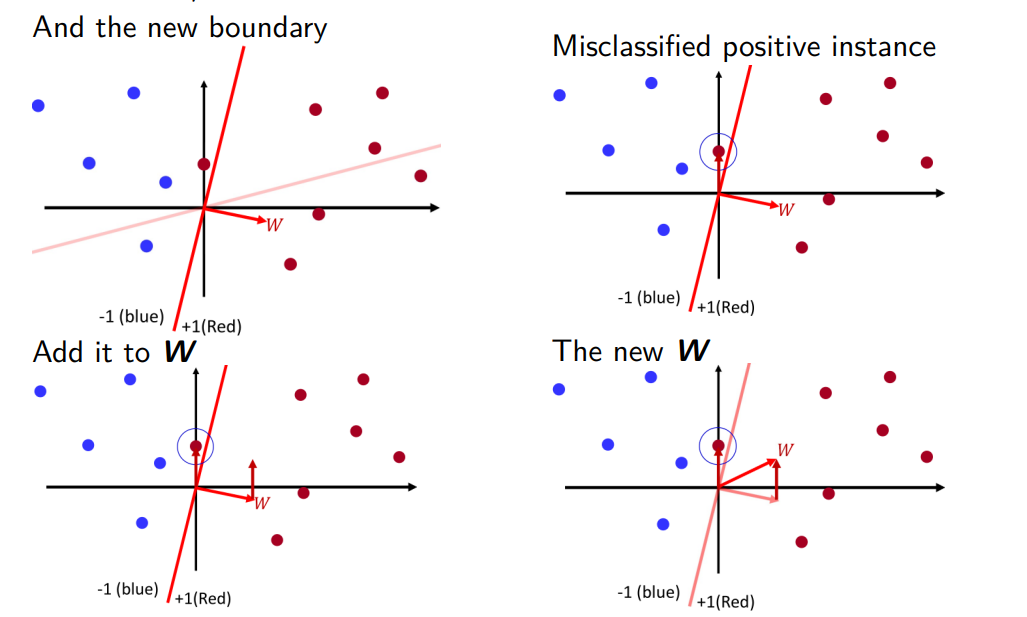 And the new boundary
W
-1 (blue)
+1(Red)
Misclassified positive instance
W
-1 (blue)
+1(Red)
Add it to W
W
-1 (blue)
+1(Red)
The new W
W
-1 (blue)
+1(Red)